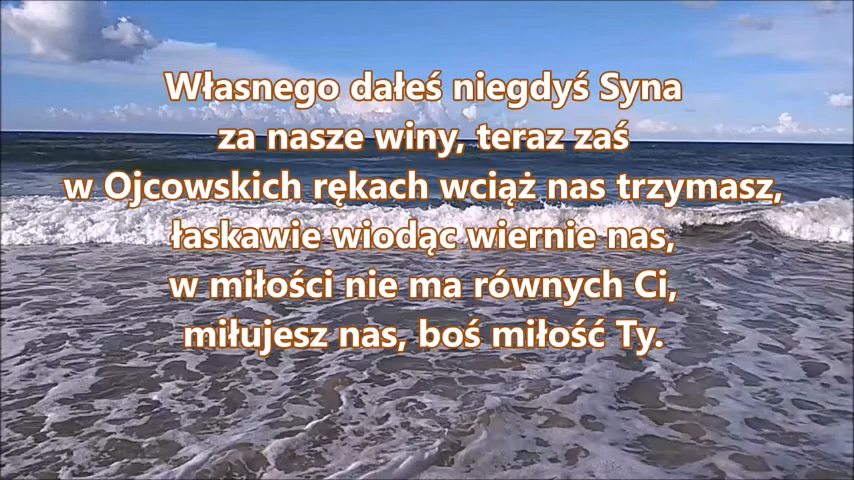 Własnego dałeś niegdyś Syna
za nasze winy, teraz zaś
w Ojcowskich rękach wciąż nas trzymasz,
łaskawie wiodąc wiernie nas,
w miłości nie ma równych Ci,
miłujesz nas, boś miłość Ty.